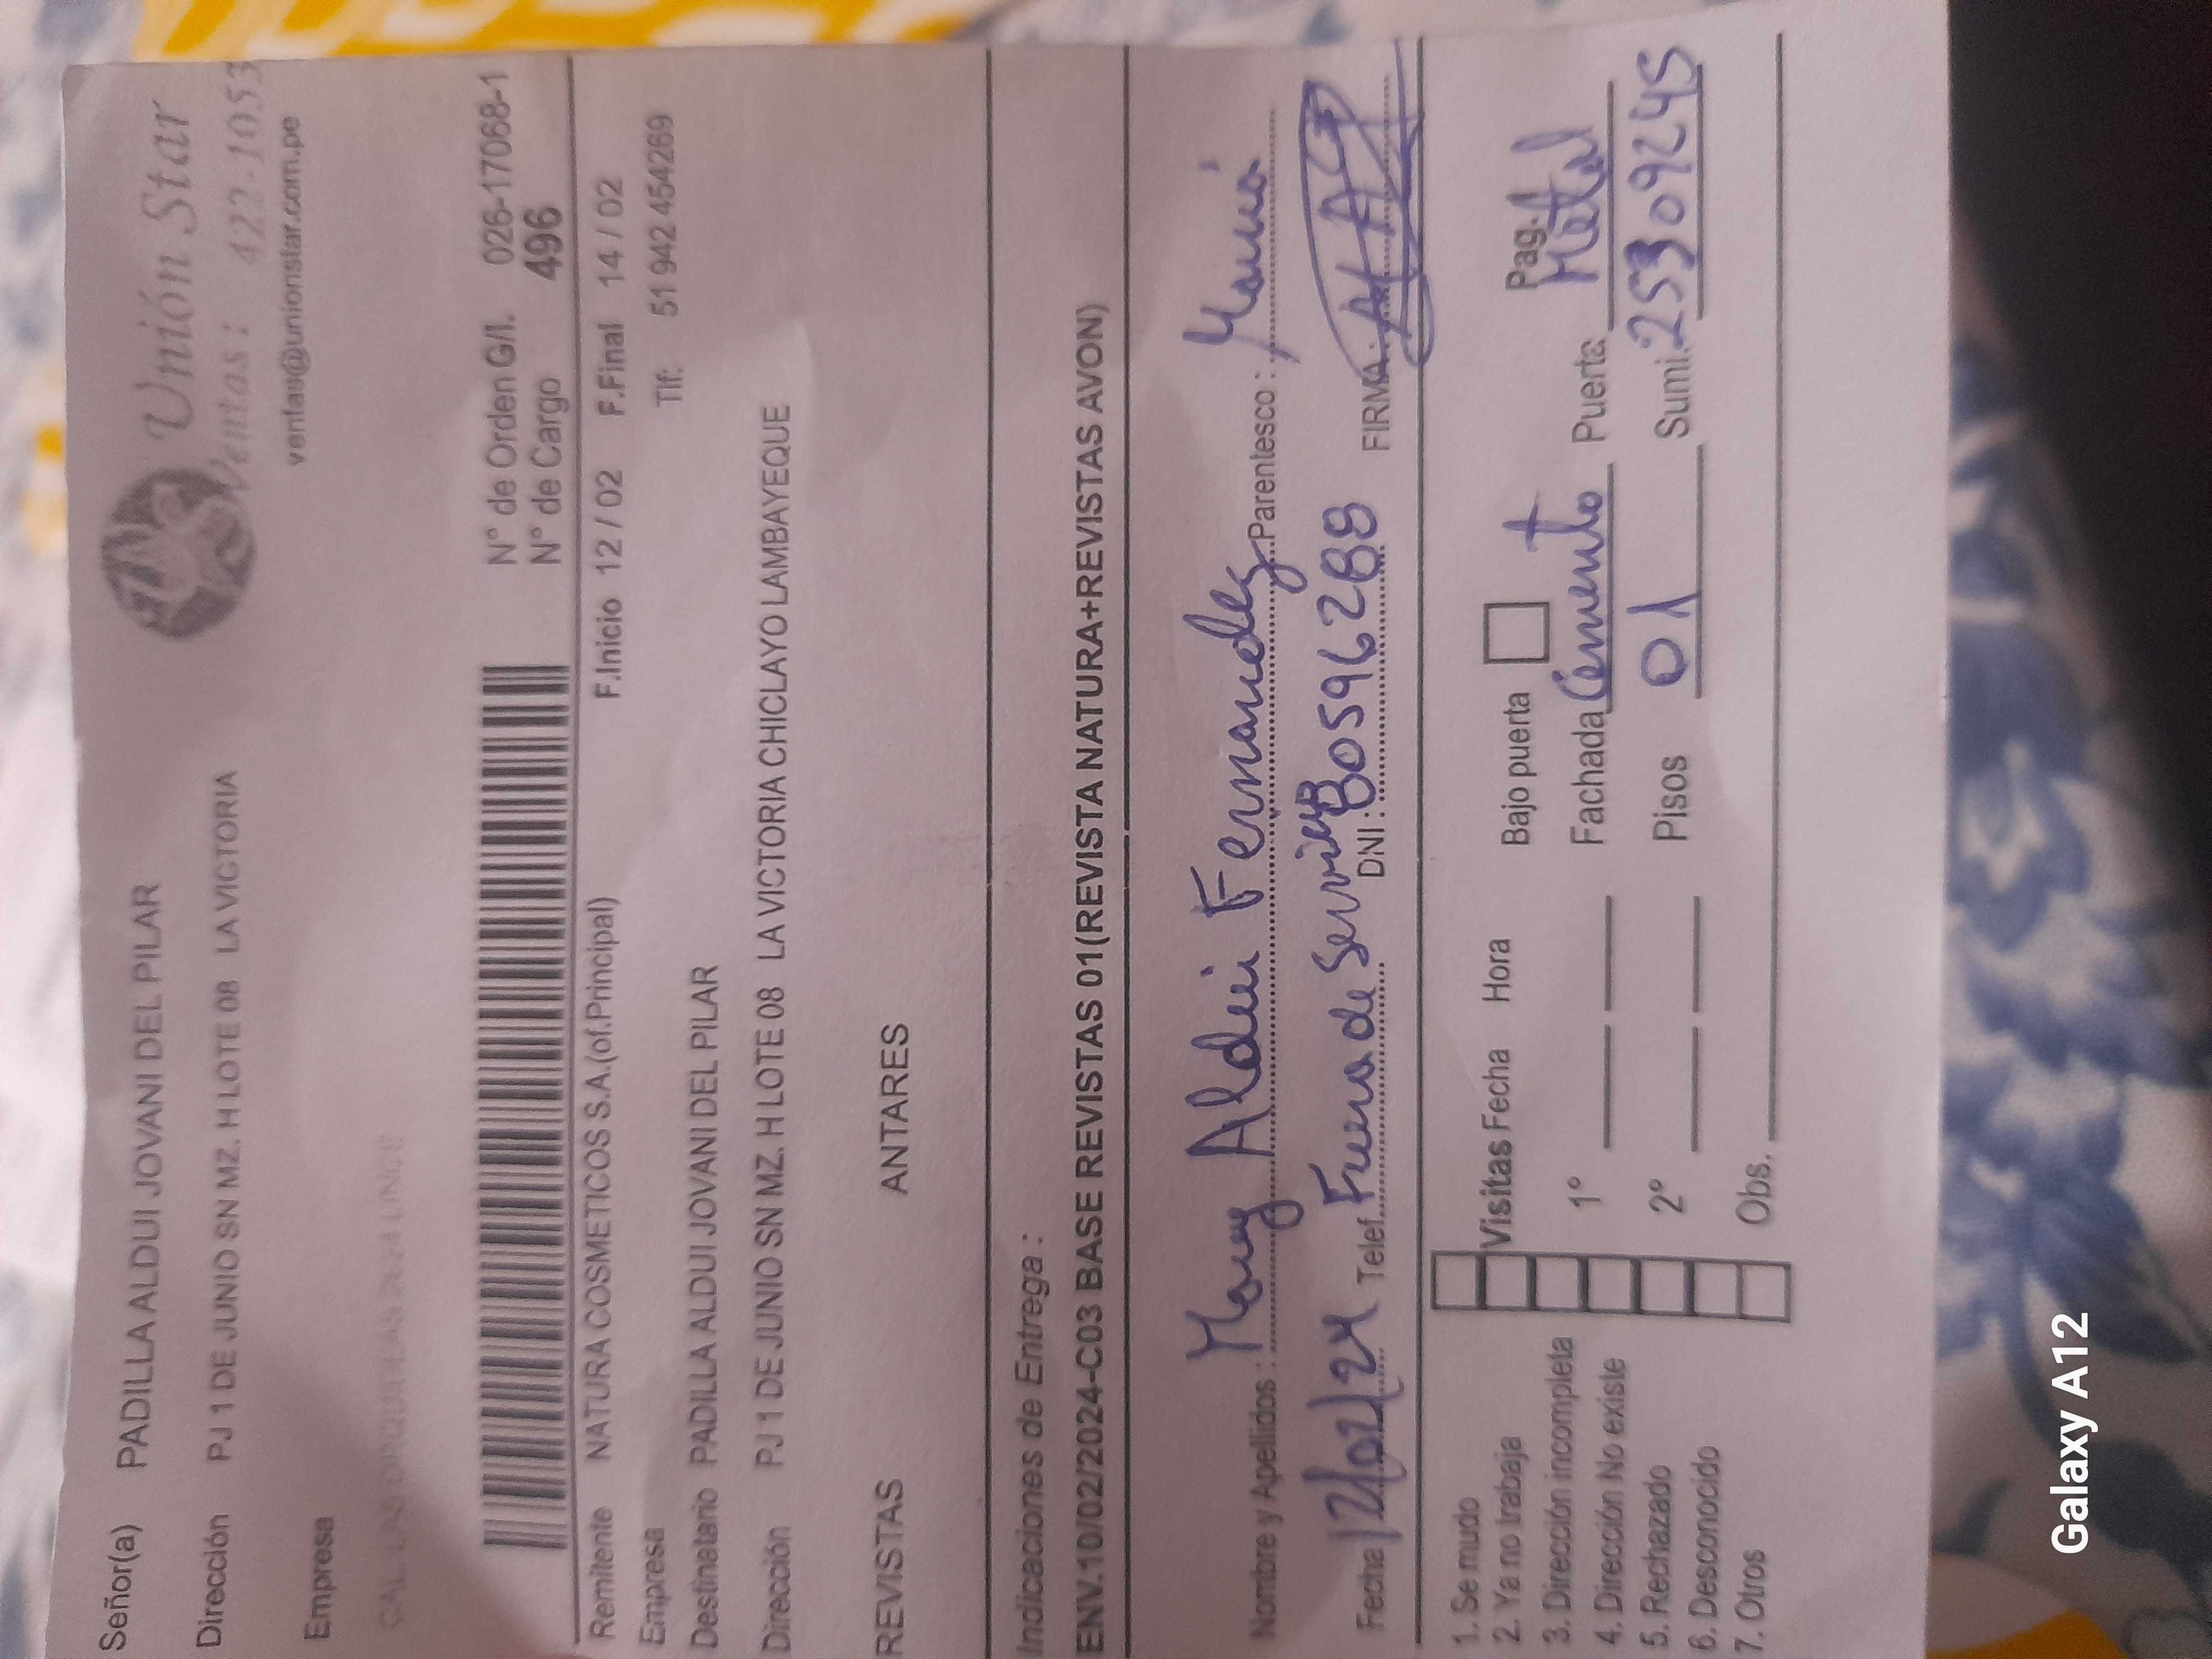 Unión Star
Ventas: 422-1053
ventas@unionstar.com.pe
Señor(a) PADILLA ALDUI JOVANI DEL PILAR
Dirección PJ 1 DE JUNIO SN MZ. H LOTE 08 LA VICTORIA
Empresa
N° de Orden G/I. 026-17068-1
N° de Cargo 496
Remitente NATURA COSMETICOS S.A.(of.Principal) F.Inicio 12 / 02 F.Final 14 / 02
Empresa Tlf: 51 942 454269
Destinatario PADILLA ALDUI JOVANI DEL PILAR
Dirección PJ 1 DE JUNIO SN MZ. H LOTE 08 LA VICTORIA CHICLAYO LAMBAYEQUE
REVISTAS ANTARES
Indicaciones de Entrega :
ENV.10/02/2024-C03 BASE REVISTAS 01(REVISTA NATURA+REVISTAS AVON)
Nombre y Apellidos : Aldui Fernandez Parentesco : Mamá
Fecha 12/02/24 Telef. Fuera de Servicio DNI : 80596288 FIRMA :
1. Se mudo
2. Ya no trabaja Visitas Fecha Hora Bajo puerta Pag.1
3. Dirección incompleta
4. Dirección No existe 1° Fachada Cemento Puerta Metal
5. Rechazado 2° Pisos 01 Sumi. 25309245
6. Desconocido
7. Otros Obs.
Galaxy A12